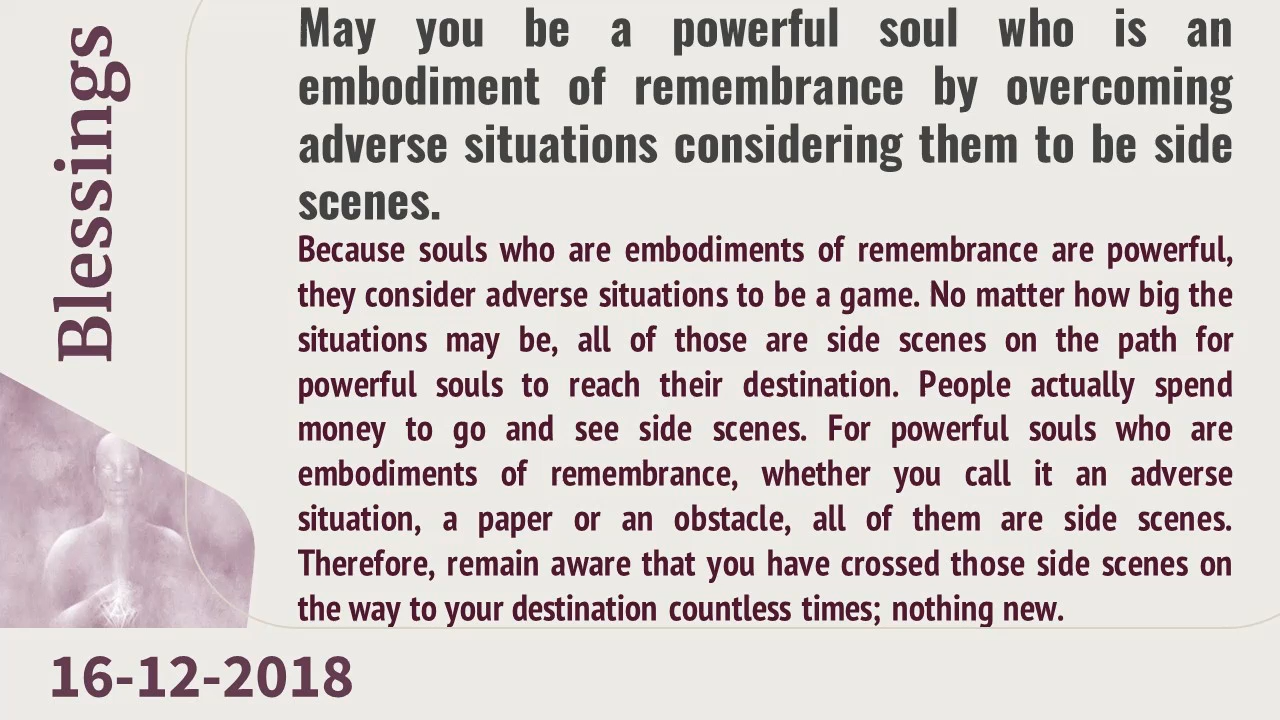 Blessings
May you be a powerful soul who is an
embodiment of remembrance by overcoming
adverse situations considering them to be side
scenes.
Because souls who are embodiments of remembrance are powerful,
they consider adverse situations to be a game. No matter how big the
situations may be, all of those are side scenes on the path for
powerful souls to reach their destination. People actually spend
money to go and see side scenes. For powerful souls who are
embodiments of remembrance, whether you call it an adverse
situation, a paper or an obstacle, all of them are side scenes.
Therefore, remain aware that you have crossed those side scenes on
the way to your destination countless times; nothing new.
16-12-2018